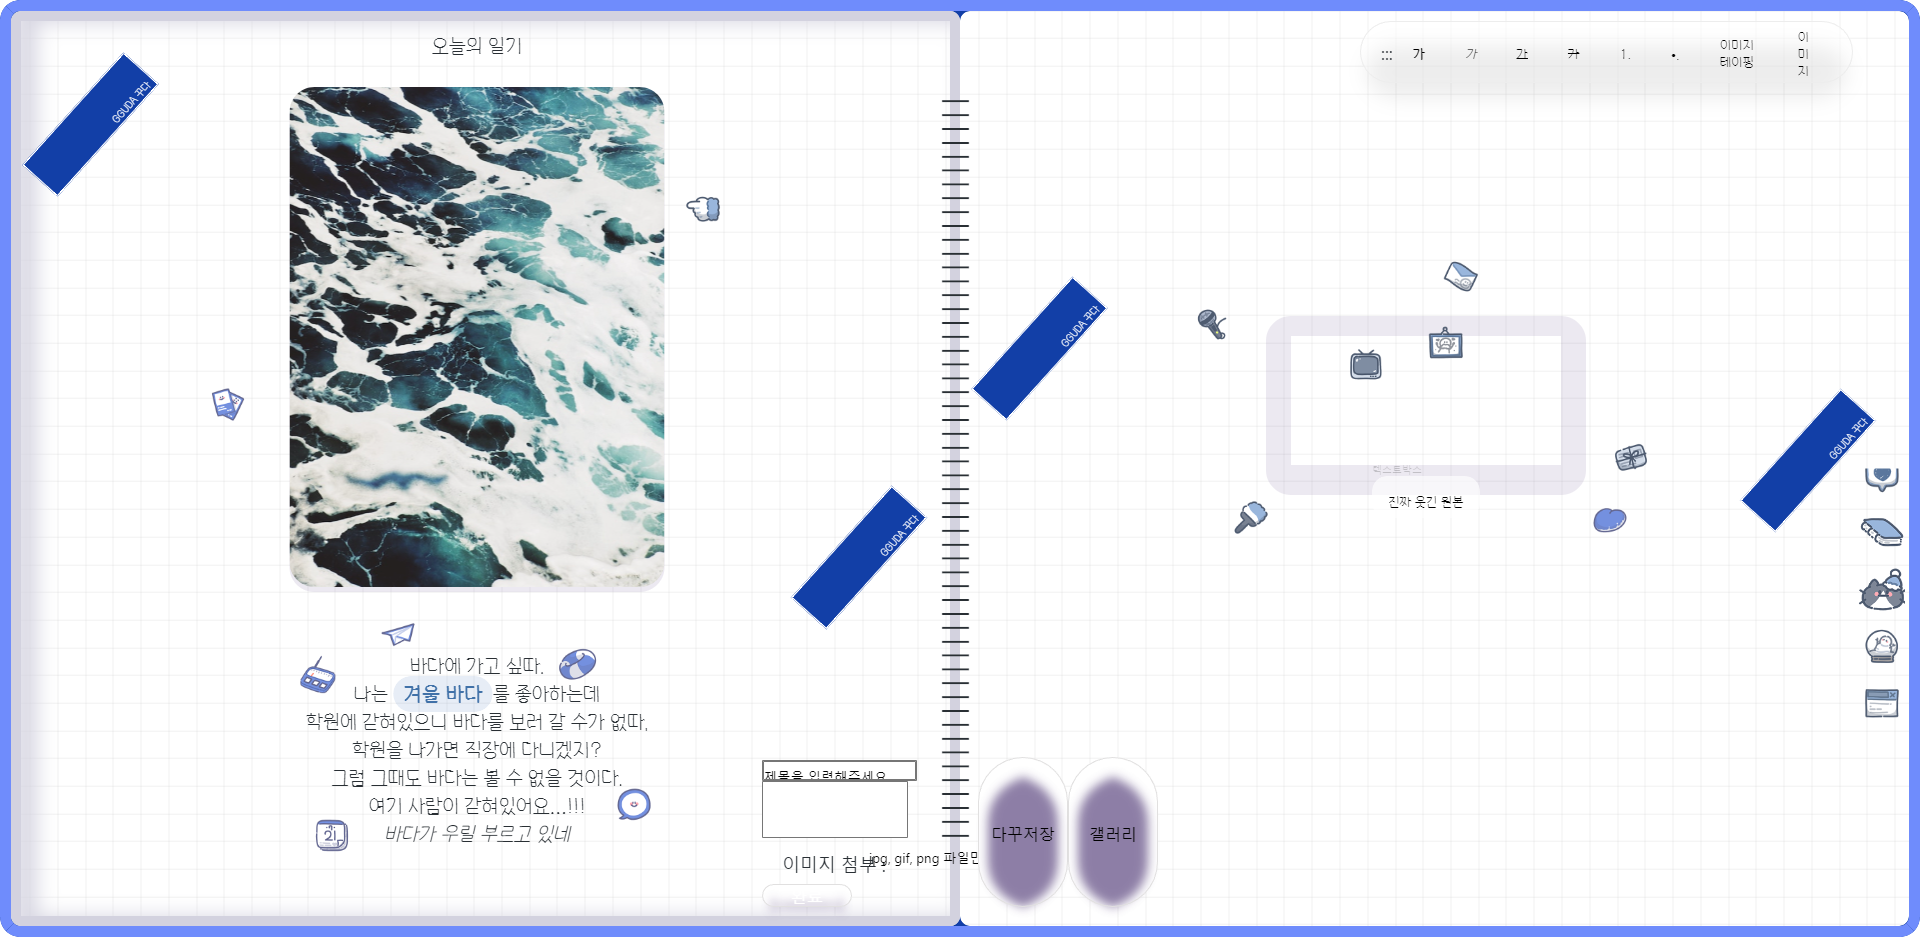 오늘의 일기
GGUDA 꾸다
바다에 가고 싶따.
나는 겨울 바다 를 좋아하는데
학원에 갇혀있으니 바다를 보러 갈 수가 없따,
학원을 나가면 직장에 다니겠지?
그럼 그때도 바다는 볼 수 없을 것이다.
여기 사람이 갇혀있어요...!!!
바다가 우릴 부르고 있네
21
GGUDA 꾸다
제목을 입력해주세요
이미지 첨부 :
jpg, gif, png 파일만
완료
:::
가 가 가 가 1. •.
이미지
테이핑
이
미
지
GGUDA 꾸다
텍스트박스
진짜 웃긴 원본
GGUDA 꾸다
다꾸저장
갤러리